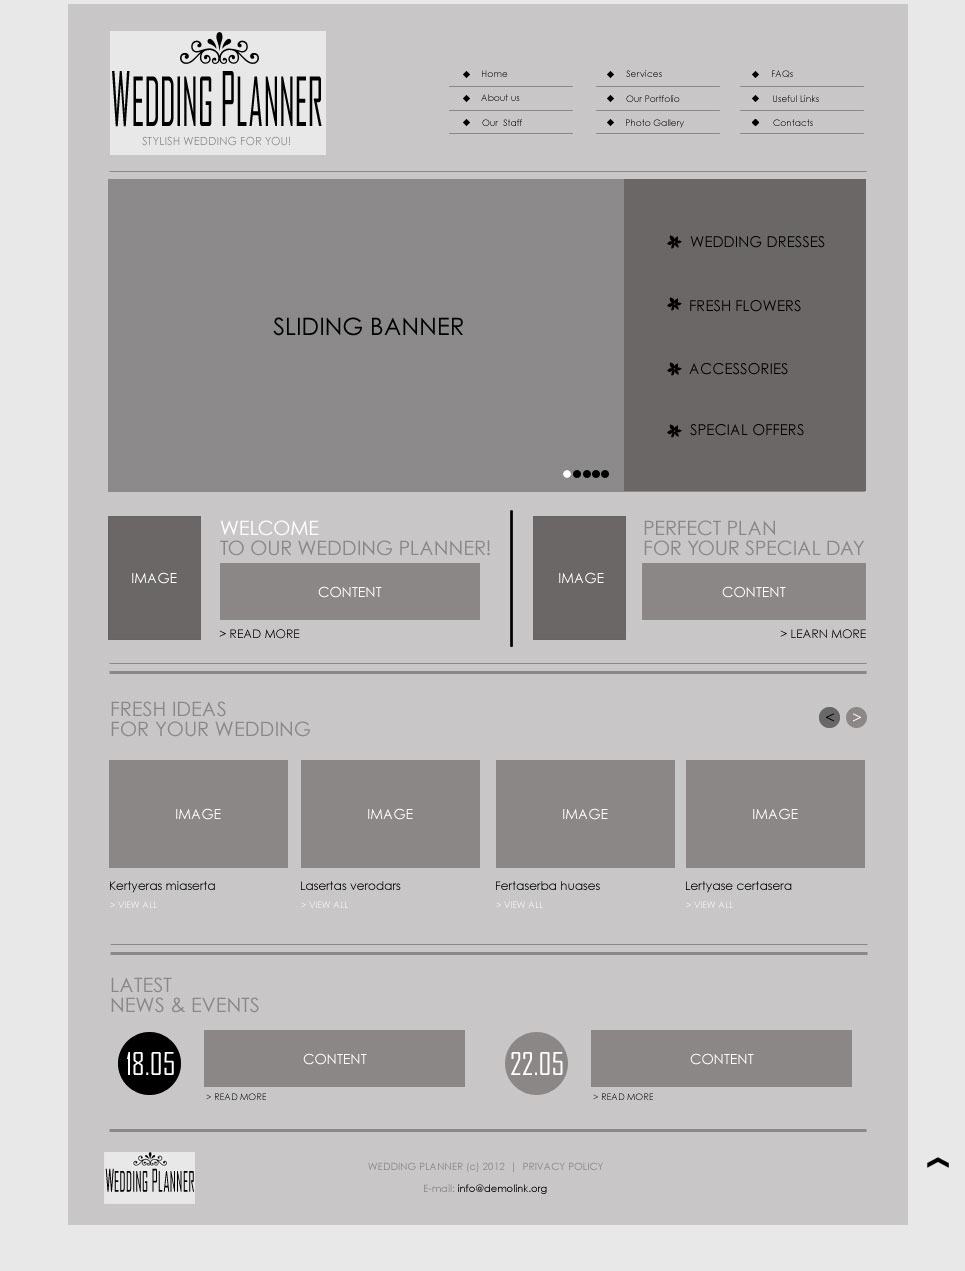 WEDDING PLANNER
STYLISH WEDDING FOR YOU!
Home
Services
FAQs
About us
Our Portfolio
Useful Links
Our Staff
Photo Gallery
Contacts
SLIDING BANNER
WEDDING DRESSES
FRESH FLOWERS
ACCESSORIES
SPECIAL OFFERS
IMAGE
WELCOME
TO OUR WEDDING PLANNER!
CONTENT
> READ MORE
IMAGE
PERFECT PLAN
FOR YOUR SPECIAL DAY
CONTENT
> LEARN MORE
FRESH IDEAS
FOR YOUR WEDDING
< >
IMAGE
IMAGE
IMAGE
IMAGE
Kertyeras miaserta
Lasertas verodars
Fertaserba huases
Lertyase certasera
> VIEW ALL
> VIEW ALL
> VIEW ALL
> VIEW ALL
LATEST
NEWS & EVENTS
18.05
CONTENT
> READ MORE
22.05
CONTENT
> READ MORE
WEDDING PLANNER
WEDDING PLANNER (c) 2012 | PRIVACY POLICY
E-mail: info@demolink.org